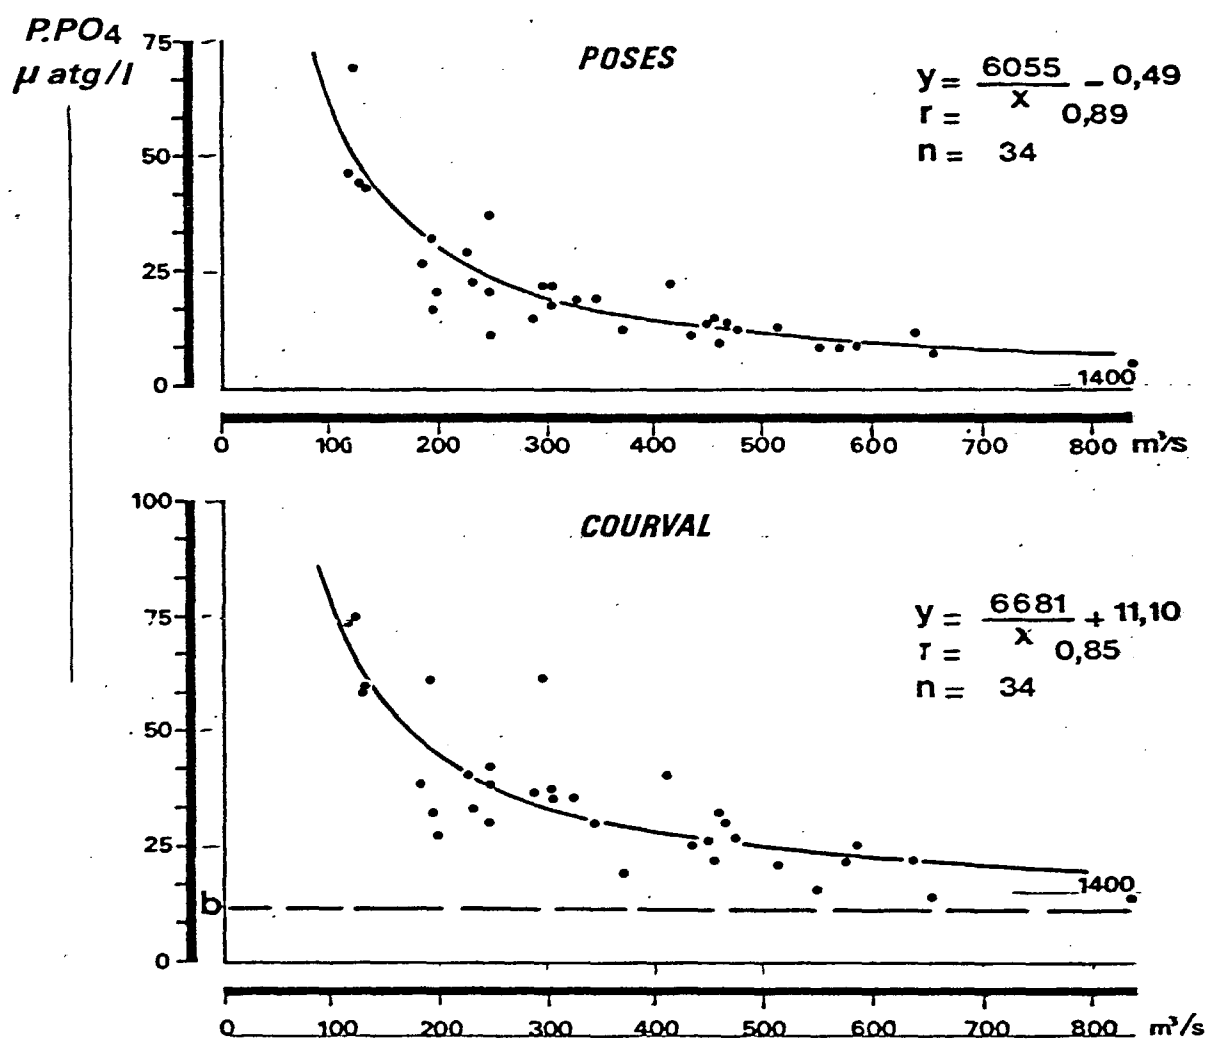 P.PO4
μ atg/l
POSES
75
50
25
0
y = 6055/x - 0,49
r = 0,89
n = 34
1400
0 100 200 300 400 500 600 700 800 m³/s
COURVAL
100
75
50
25
b
0
y = 6681/x + 11,10
r = 0,85
n = 34
1400
0 100 200 300 400 500 600 700 800 m³/s